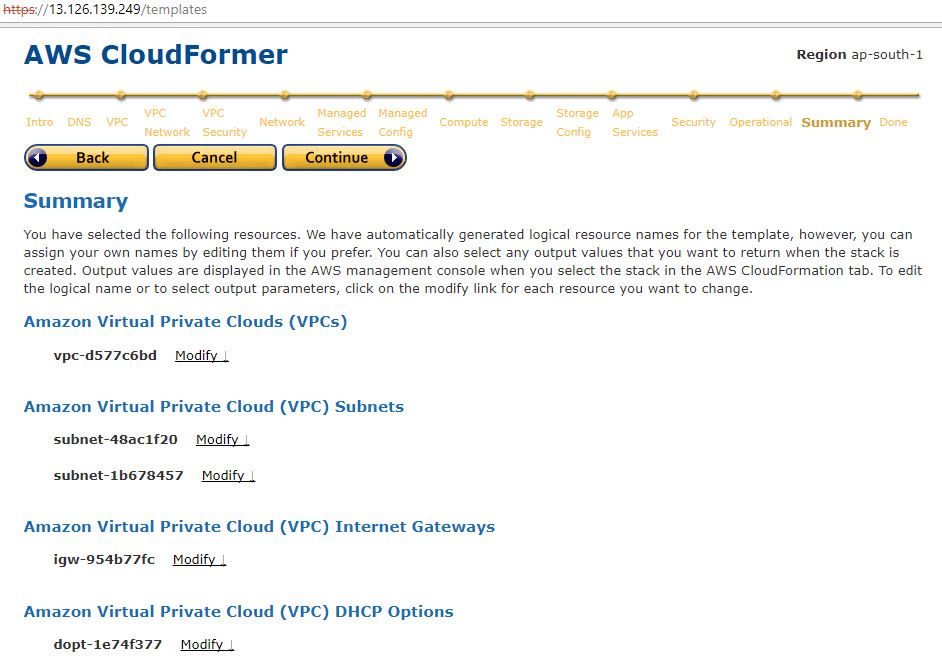 https://13.126.139.249/templates
AWS CloudFormer
Region ap-south-1
Intro DNS VPC VPC Network VPC Security Network Managed Services Managed Config Compute Storage Storage Config App Services Security Operational Summary Done
Back Cancel Continue
Summary
You have selected the following resources. We have automatically generated logical resource names for the template, however, you can
assign your own names by editing them if you prefer. You can also select any output values that you want to return when the stack is
created. Output values are displayed in the AWS management console when you select the stack in the AWS CloudFormation tab. To edit
the logical name or to select output parameters, click on the modify link for each resource you want to change.
Amazon Virtual Private Clouds (VPCs)
vpc-d577c6bd Modify ↓
Amazon Virtual Private Cloud (VPC) Subnets
subnet-48ac1f20 Modify ↓
subnet-1b678457 Modify ↓
Amazon Virtual Private Cloud (VPC) Internet Gateways
igw-954b77fc Modify ↓
Amazon Virtual Private Cloud (VPC) DHCP Options
dopt-1e74f377 Modify ↓